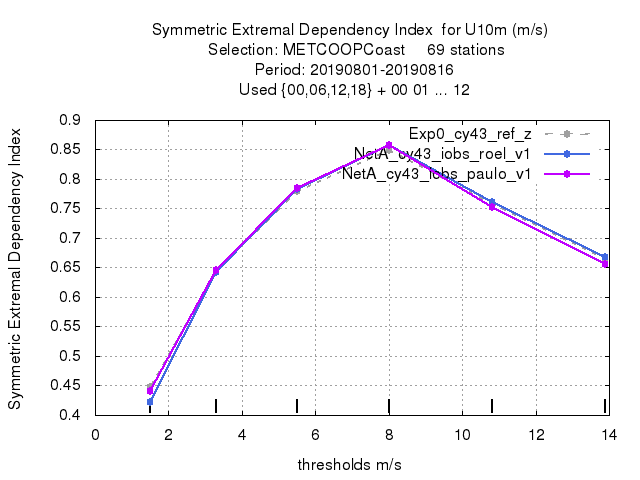 Symmetric Extremal Dependency Index  for U10m (m/s)
Selection: METCOOPCoast     69 stations
Period: 20190801-20190816
Used {00,06,12,18} + 00 01 ... 12
Exp0_cy43_ref_z
NetA_cy43_iobs_roel_v1
NetA_cy43_iobs_paulo_v1
Symmetric Extremal Dependency Index
0.9
0.85
0.8
0.75
0.7
0.65
0.6
0.55
0.5
0.45
0.4
0 2 4 6 8 10 12 14
thresholds m/s